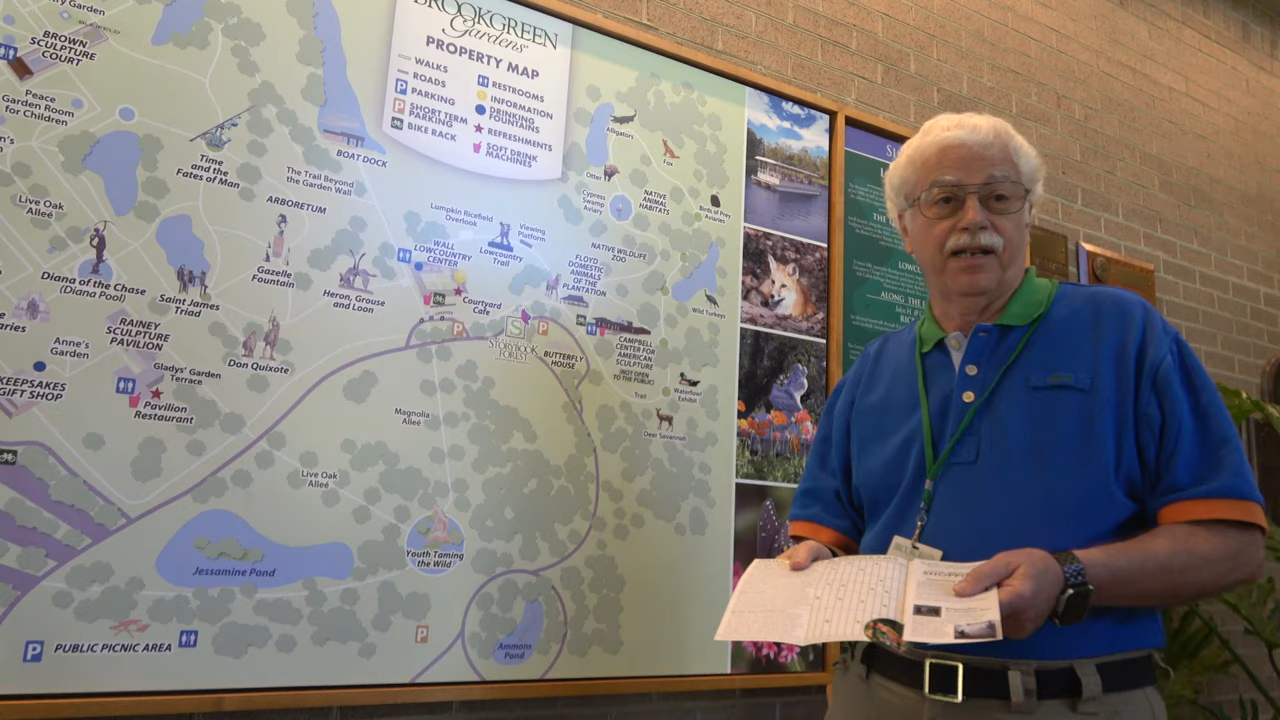 BROOKGREEN
Gardens
PROPERTY MAP
WALKS
ROADS
PARKING
SHORT TERM
PARKING
BIKE RACK
RESTROOMS
INFORMATION
DRINKING
FOUNTAINS
REFRESHMENTS
SOFT DRINK
MACHINES
Garden
BROWN
SCULPTURE
COURT
Peace
Garden Room
for Children
Time
and the
Fates of Man
BOAT DOCK
The Trail Beyond
the Garden Wall
ARBORETUM
Live Oak
Alleé
Diana of the Chase
(Diana Pool)
Saint James
Triad
Gazelle
Fountain
Heron, Grouse
and Loon
Lumpkin Ricefield
Overlook
Viewing
Platform
Lowcountry
Trail
WALL
LOWCOUNTRY
CENTER
Courtyard
Cafe
Alligators
Fox
Otter
Cypress
Swamp
Aviary
NATIVE
ANIMAL
HABITATS
Birds of Prey
Aviaries
NATIVE WILDLIFE
ZOO
FLOYD
DOMESTIC
ANIMALS
OF THE
PLANTATION
Wild Turkeys
RAINEY
SCULPTURE
PAVILION
Anne's
Garden
Gladys' Garden
Terrace
Don Quixote
KEEPSAKES
GIFT SHOP
Pavilion
Restaurant
P
P
STORYBOOK
FOREST
BUTTERFLY
HOUSE
CAMPBELL
CENTER FOR
AMERICAN
SCULPTURE
(NOT OPEN
TO THE PUBLIC)
Trail
Waterfowl
Exhibit
Deer Savannah
Magnolia
Alleé
Live Oak
Alleé
Youth Taming
the Wild
Jessamine Pond
P
PUBLIC PICNIC AREA
P
Ammons
Pond
ALONG THE